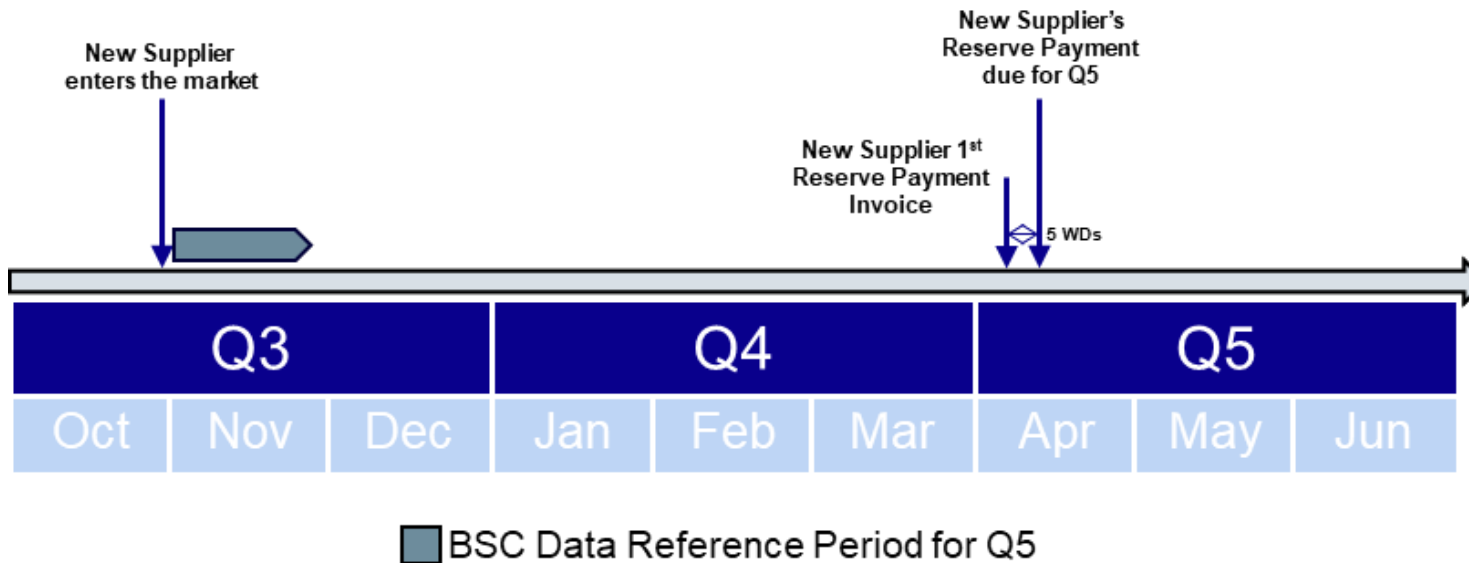 New Supplier
enters the market
New Supplier's
Reserve Payment
due for Q5
New Supplier 1st
Reserve Payment
Invoice
5 WDs
Q3
Q4
Q5
Oct
Nov
Dec
Jan
Feb
Mar
Apr
May
Jun
BSC Data Reference Period for Q5